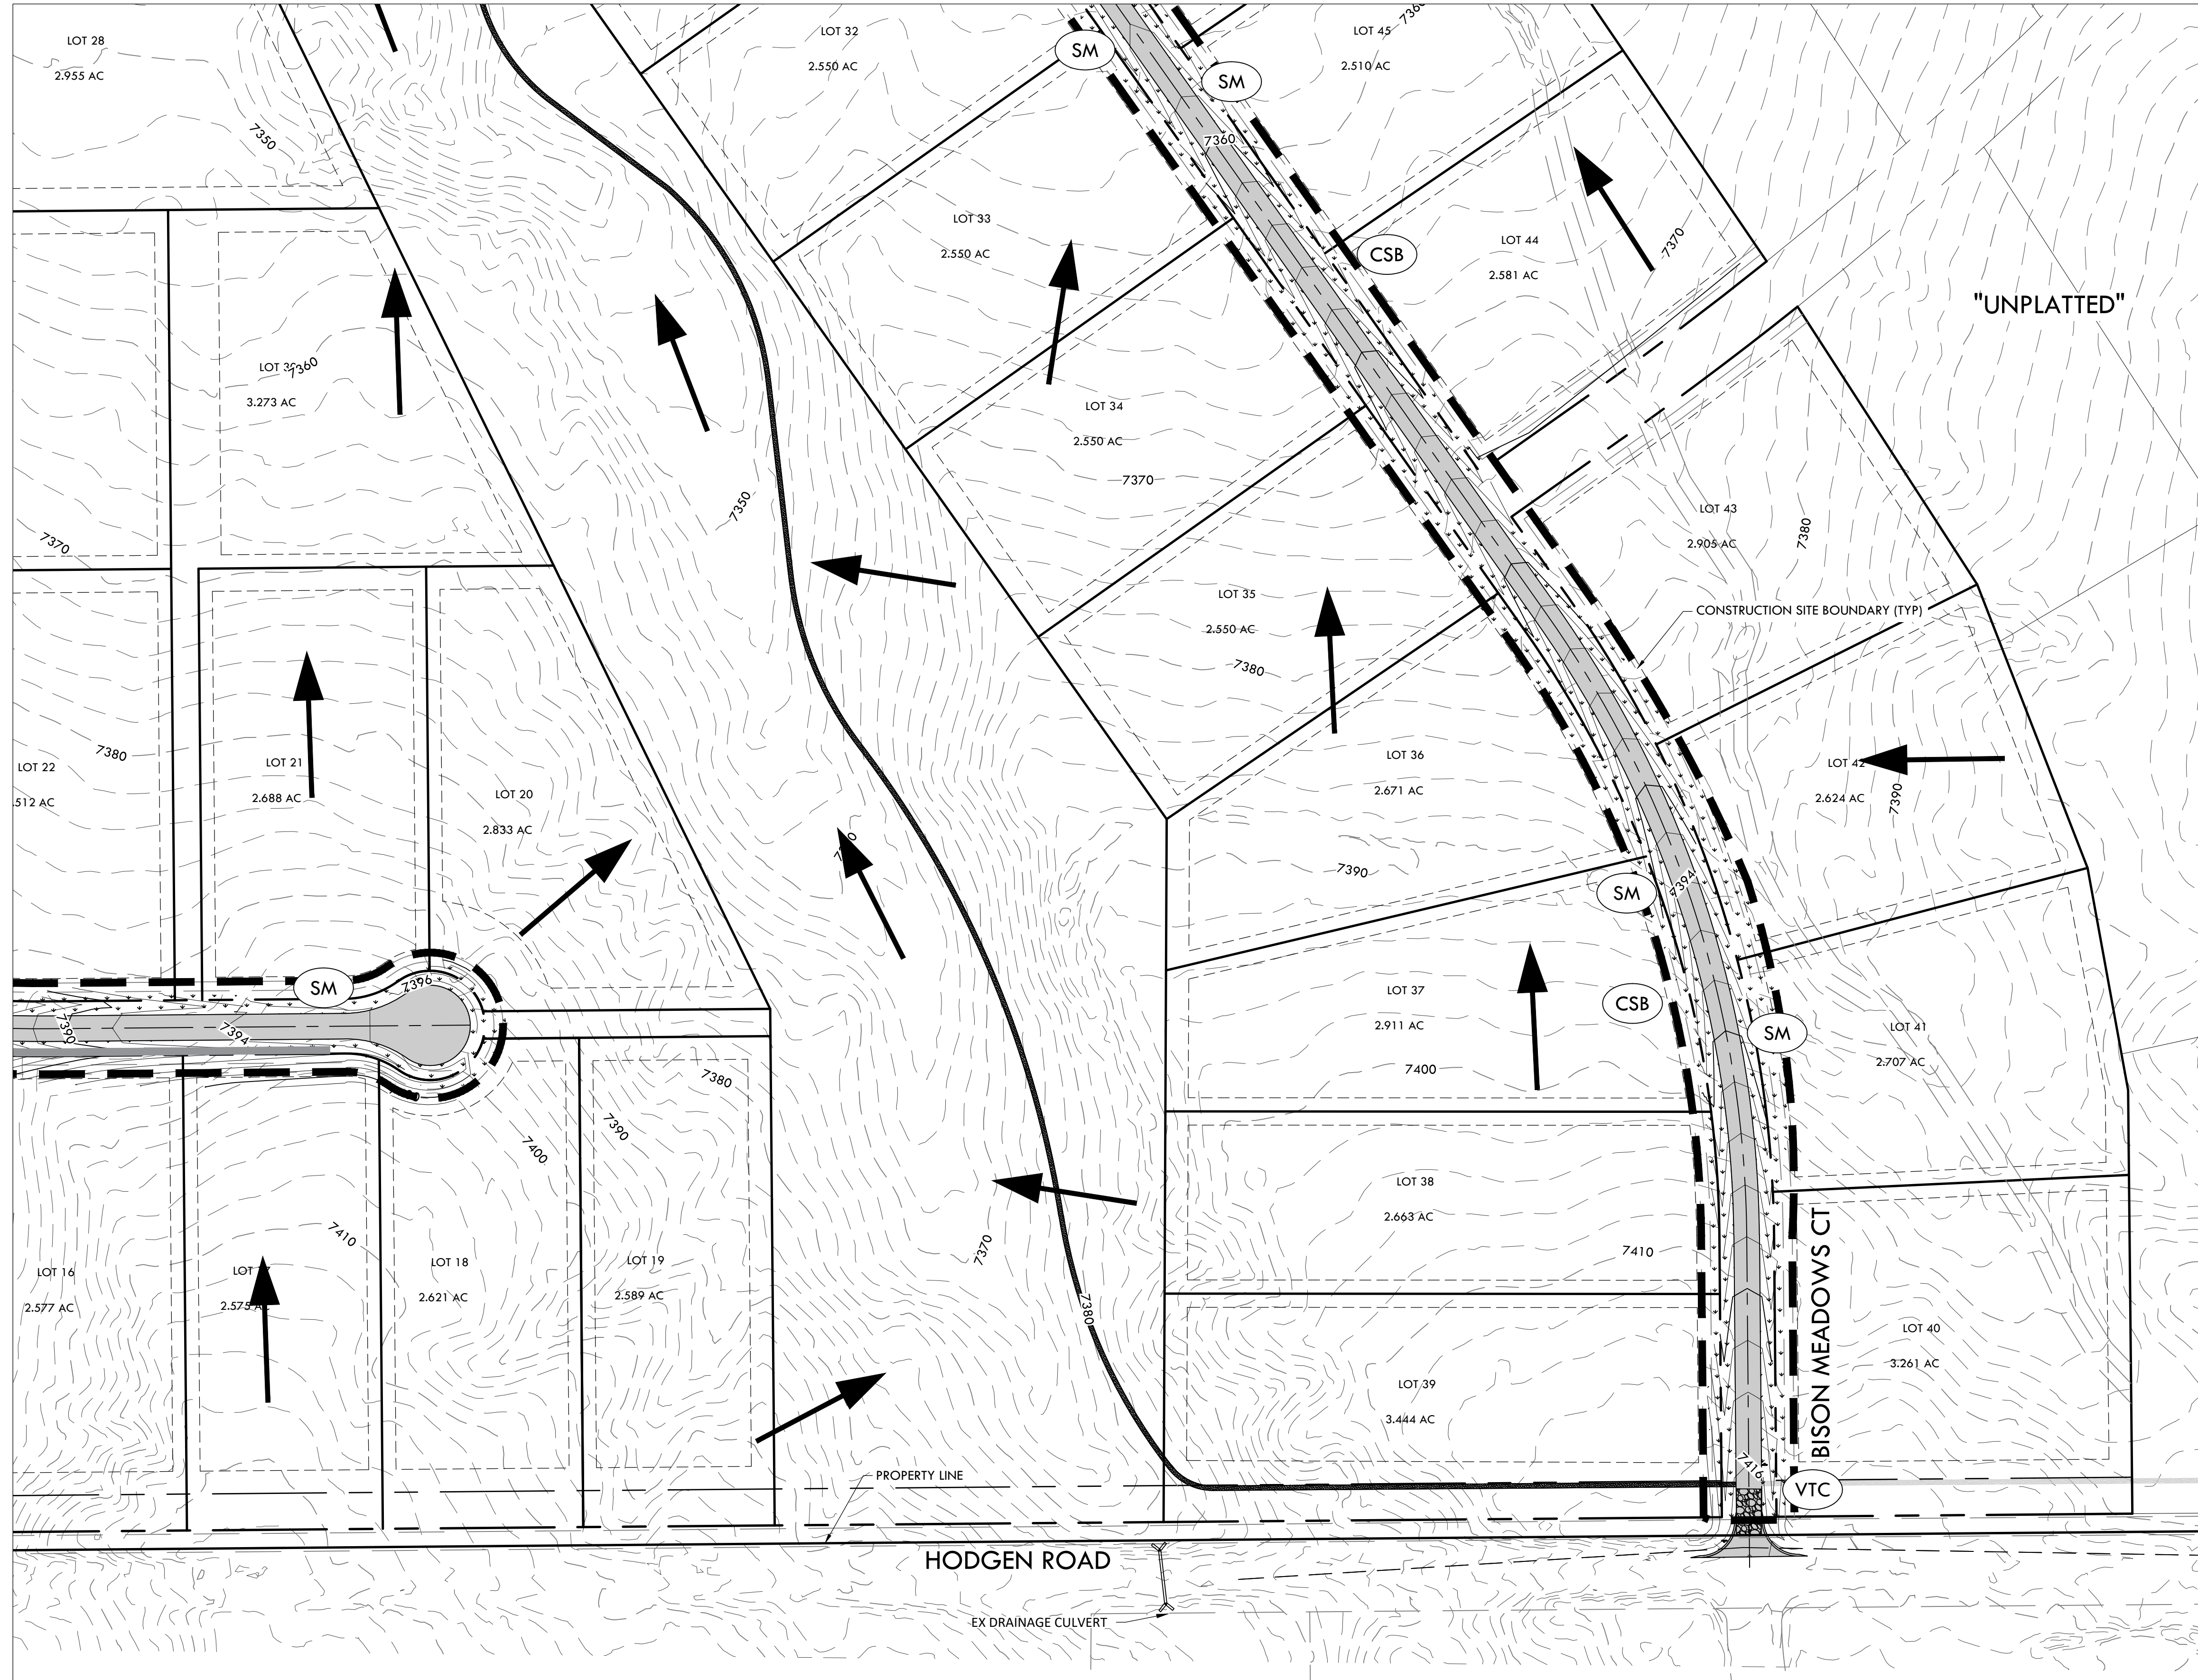 LOT 28
2.955 AC
LOT 32
2.550 AC
LOT 45
2.510 AC
SM
SM
7350
7360
LOT 33
2.550 AC
CSB
LOT 44
2.581 AC
7370
"UNPLATTED"
7360
3.273 AC
LOT 34
2.550 AC
7370
7350
7370
LOT 43
2.905 AC
7380
LOT 35
2.550 AC
7380
CONSTRUCTION SITE BOUNDARY (TYP)
LOT 22
.512 AC
7380
LOT 21
2.688 AC
LOT 20
2.833 AC
LOT 36
2.671 AC
7390
LOT 42
2.624 AC
7390
SM
7394
SM
7396
7390
7394
LOT 37
2.911 AC
7400
CSB
SM
LOT 41
2.707 AC
7380
7390
7400
7410
LOT 16
2.577 AC
LOT
2.575 AC
LOT 18
2.621 AC
LOT 19
2.589 AC
7370
7380
LOT 38
2.663 AC
7410
BISON MEADOWS CT
LOT 40
3.261 AC
LOT 39
3.444 AC
7416
VTC
PROPERTY LINE
HODGEN ROAD
EX DRAINAGE CULVERT